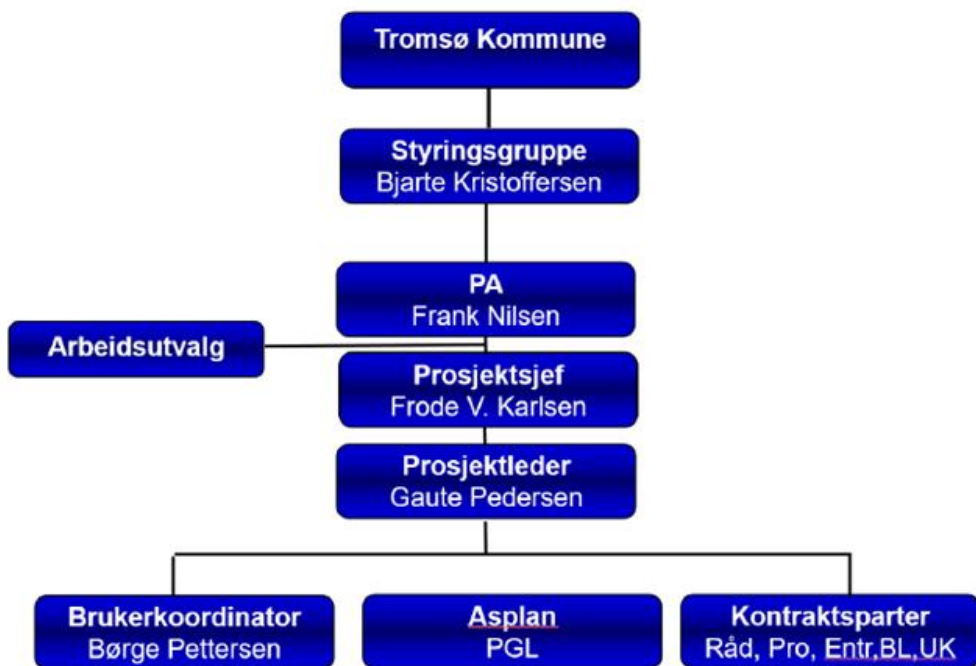 Tromsø Kommune
Styringsgruppe
Bjarte Kristoffersen
PA
Frank Nilsen
Arbeidsutvalg
Prosjektsjef
Frode V. Karlsen
Prosjektleder
Gaute Pedersen
Brukerkoordinator
Børge Pettersen
Asplan
PGL
Kontraktsparter
Råd, Pro, Entr,BL,UK